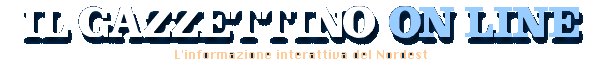 IL GAZZETTINO ON LINE
L'informazione interattiva del Nordest